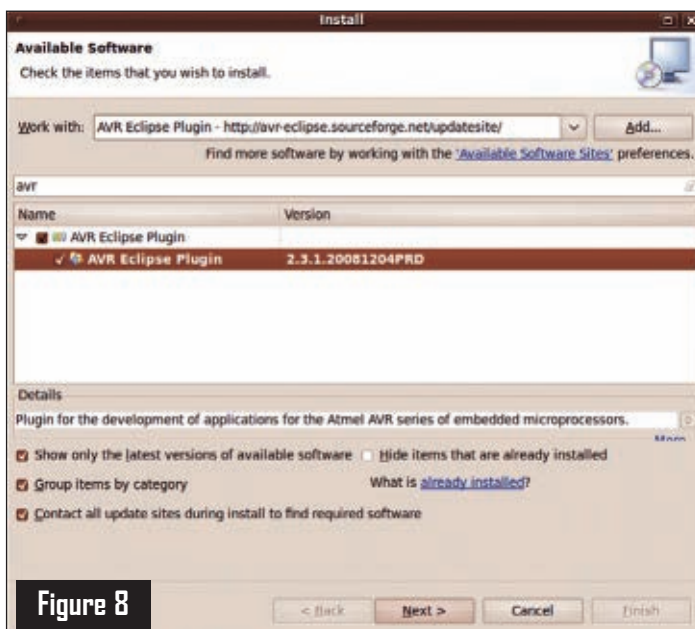 Install
Available Software
Check the items that you wish to install.
Work with: AVR Eclipse Plugin - http://avr-eclipse.sourceforge.net/updatesite/ Add...
Find more software by working with the 'Available Software Sites' preferences.
avr
Name Version
AVR Eclipse Plugin
AVR Eclipse Plugin 2.3.1.20081204PRD
Details
Plugin for the development of applications for the Atmel AVR series of embedded microprocessors.
More
Show only the latest versions of available software Hide items that are already installed
Group items by category What is already installed?
Contact all update sites during install to find required software
Figure 8 < Back Next > Cancel Finish